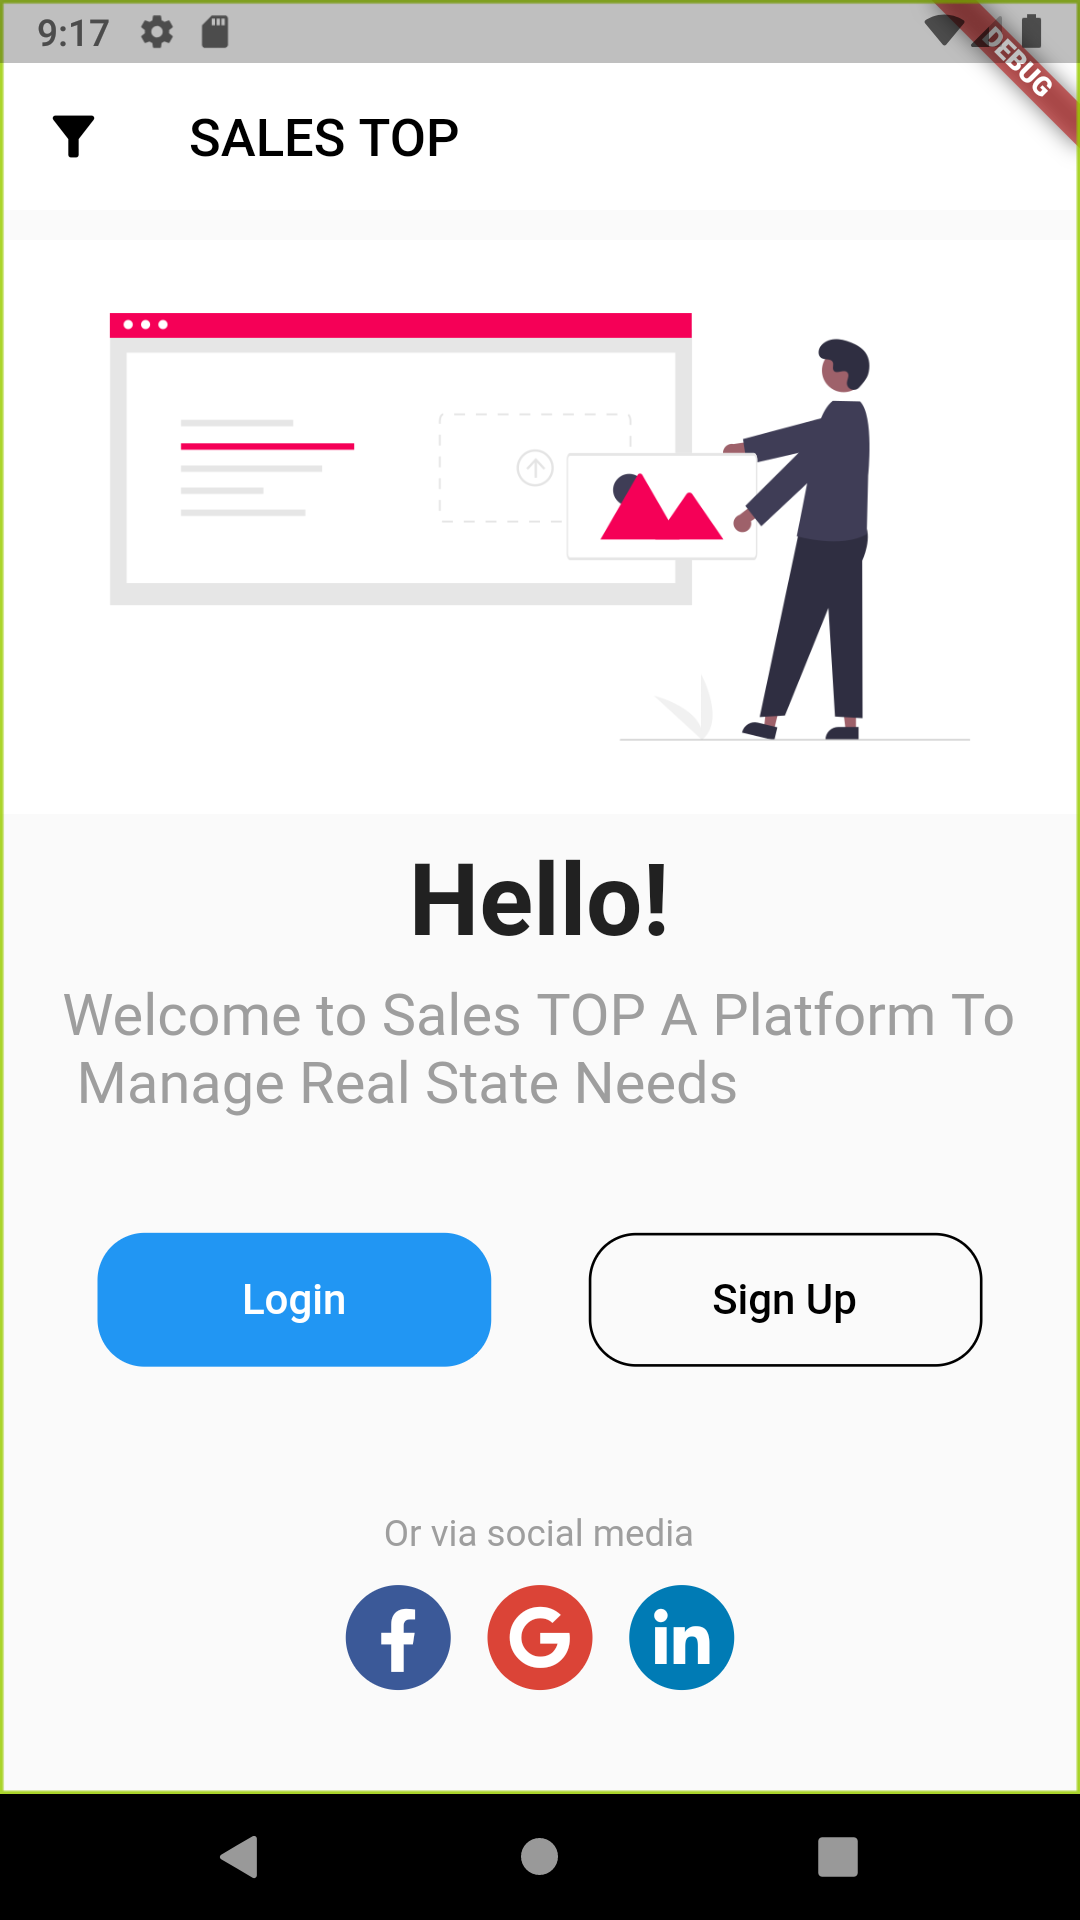 9:17
DEBUG
SALES TOP
Hello!
Welcome to Sales TOP A Platform To
Manage Real State Needs
Login
Sign Up
Or via social media
f
G
in